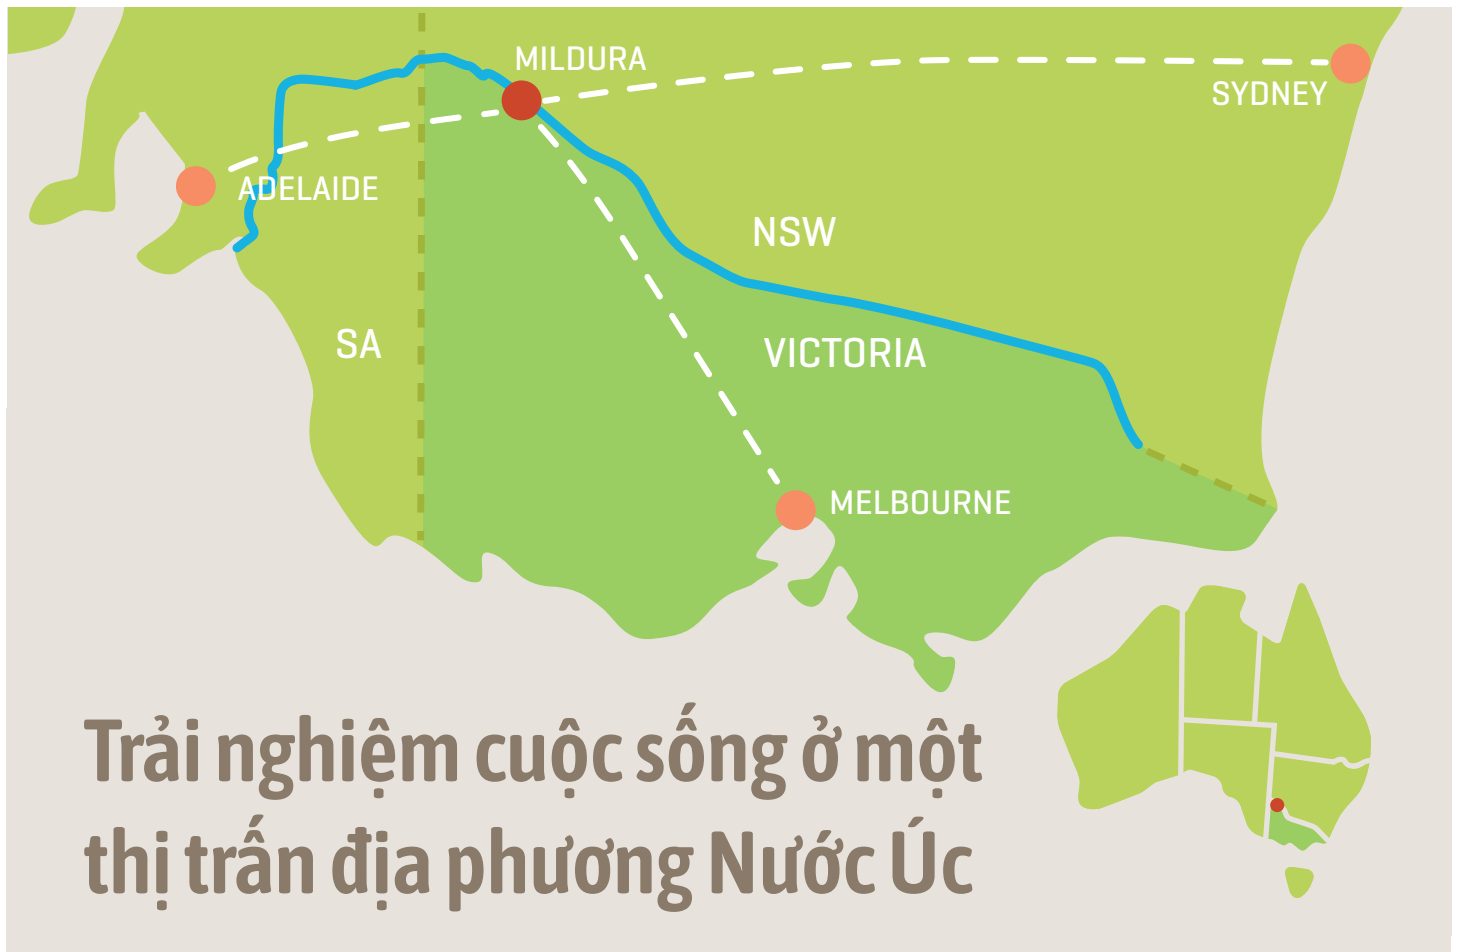 MILDURA
SYDNEY
ADELAIDE
NSW
SA
VICTORIA
MELBOURNE
Trải nghiệm cuộc sống ở một
thị trấn địa phương Nước Úc